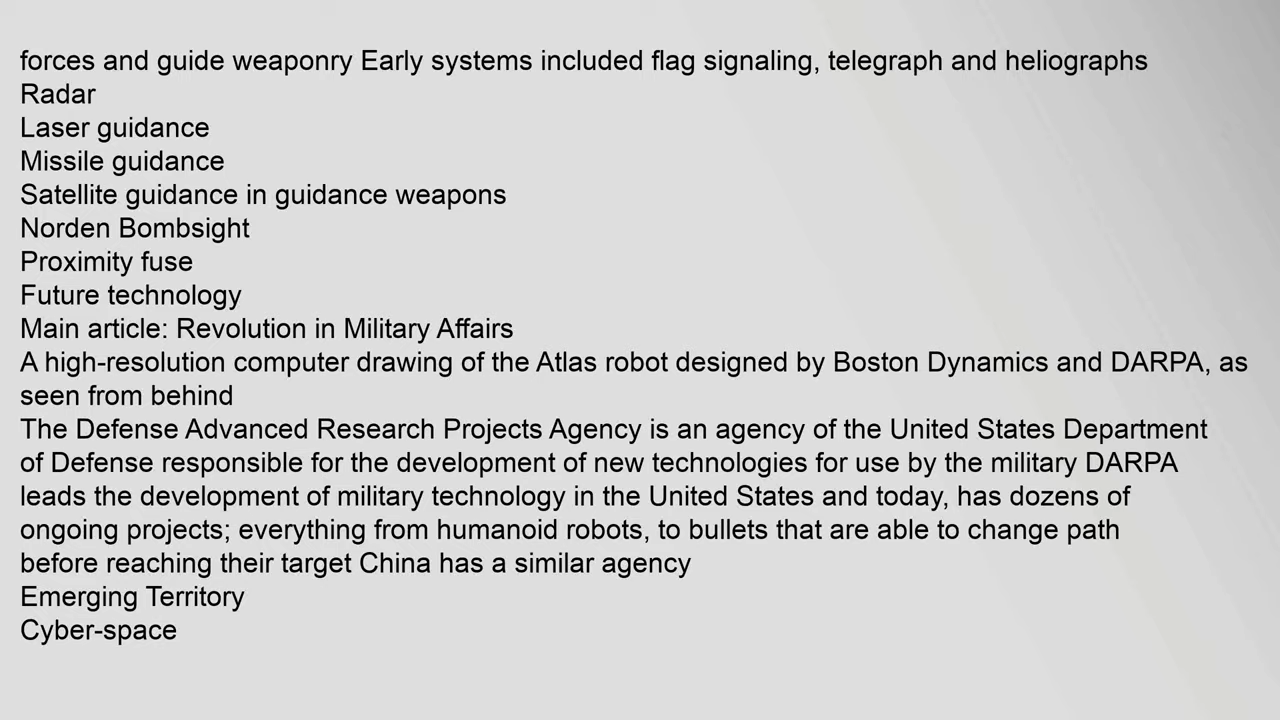 forces and guide weaponry Early systems included flag signaling, telegraph and heliographs
Radar
Laser guidance
Missile guidance
Satellite guidance in guidance weapons
Norden Bombsight
Proximity fuse
Future technology
Main article: Revolution in Military Affairs
A high-resolution computer drawing of the Atlas robot designed by Boston Dynamics and DARPA, as
seen from behind
The Defense Advanced Research Projects Agency is an agency of the United States Department
of Defense responsible for the development of new technologies for use by the military DARPA
leads the development of military technology in the United States and today, has dozens of
ongoing projects; everything from humanoid robots, to bullets that are able to change path
before reaching their target China has a similar agency
Emerging Territory
Cyber-space